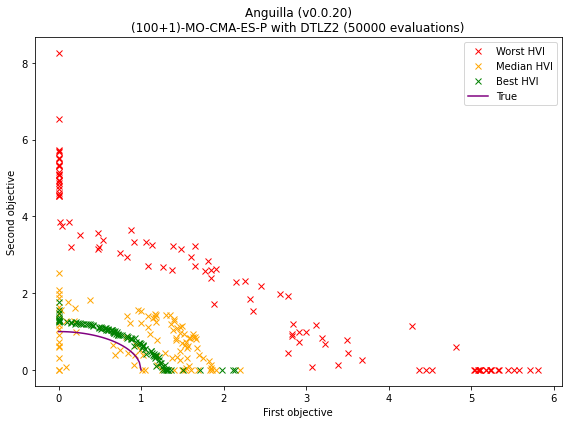 Anguilla (v0.0.20)
(100+1)-MO-CMA-ES-P with DTLZ2 (50000 evaluations)
Worst HVI
Median HVI
Best HVI
True
Second objective
8
6
4
2
0
0 1 2 3 4 5 6
First objective